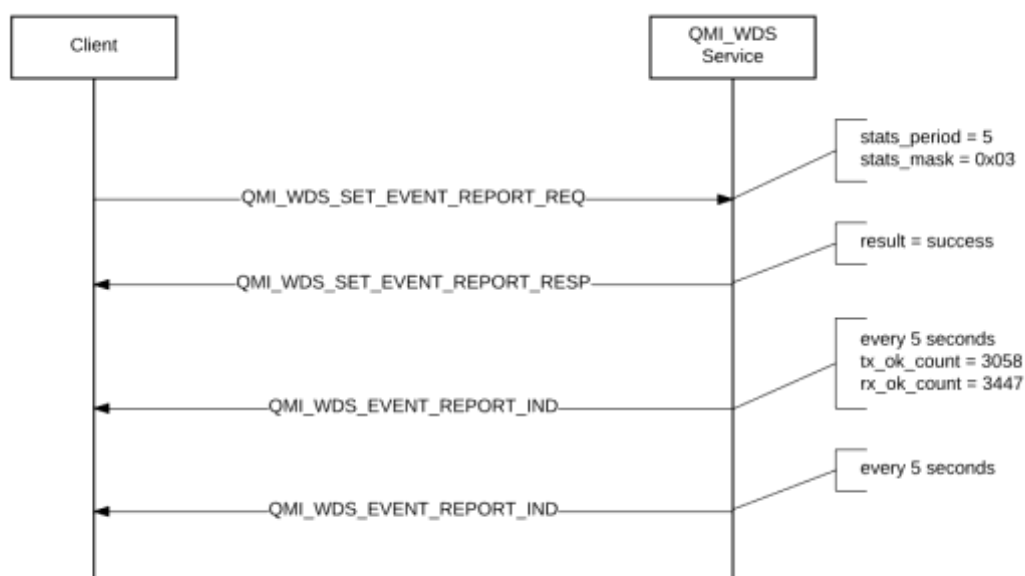 Client
QMI_WDS
Service
stats_period = 5
stats_mask = 0x03
QMI_WDS_SET_EVENT_REPORT_REQ
result = success
QMI_WDS_SET_EVENT_REPORT_RESP
every 5 seconds
tx_ok_count = 3058
rx_ok_count = 3447
QMI_WDS_EVENT_REPORT_IND
every 5 seconds
QMI_WDS_EVENT_REPORT_IND